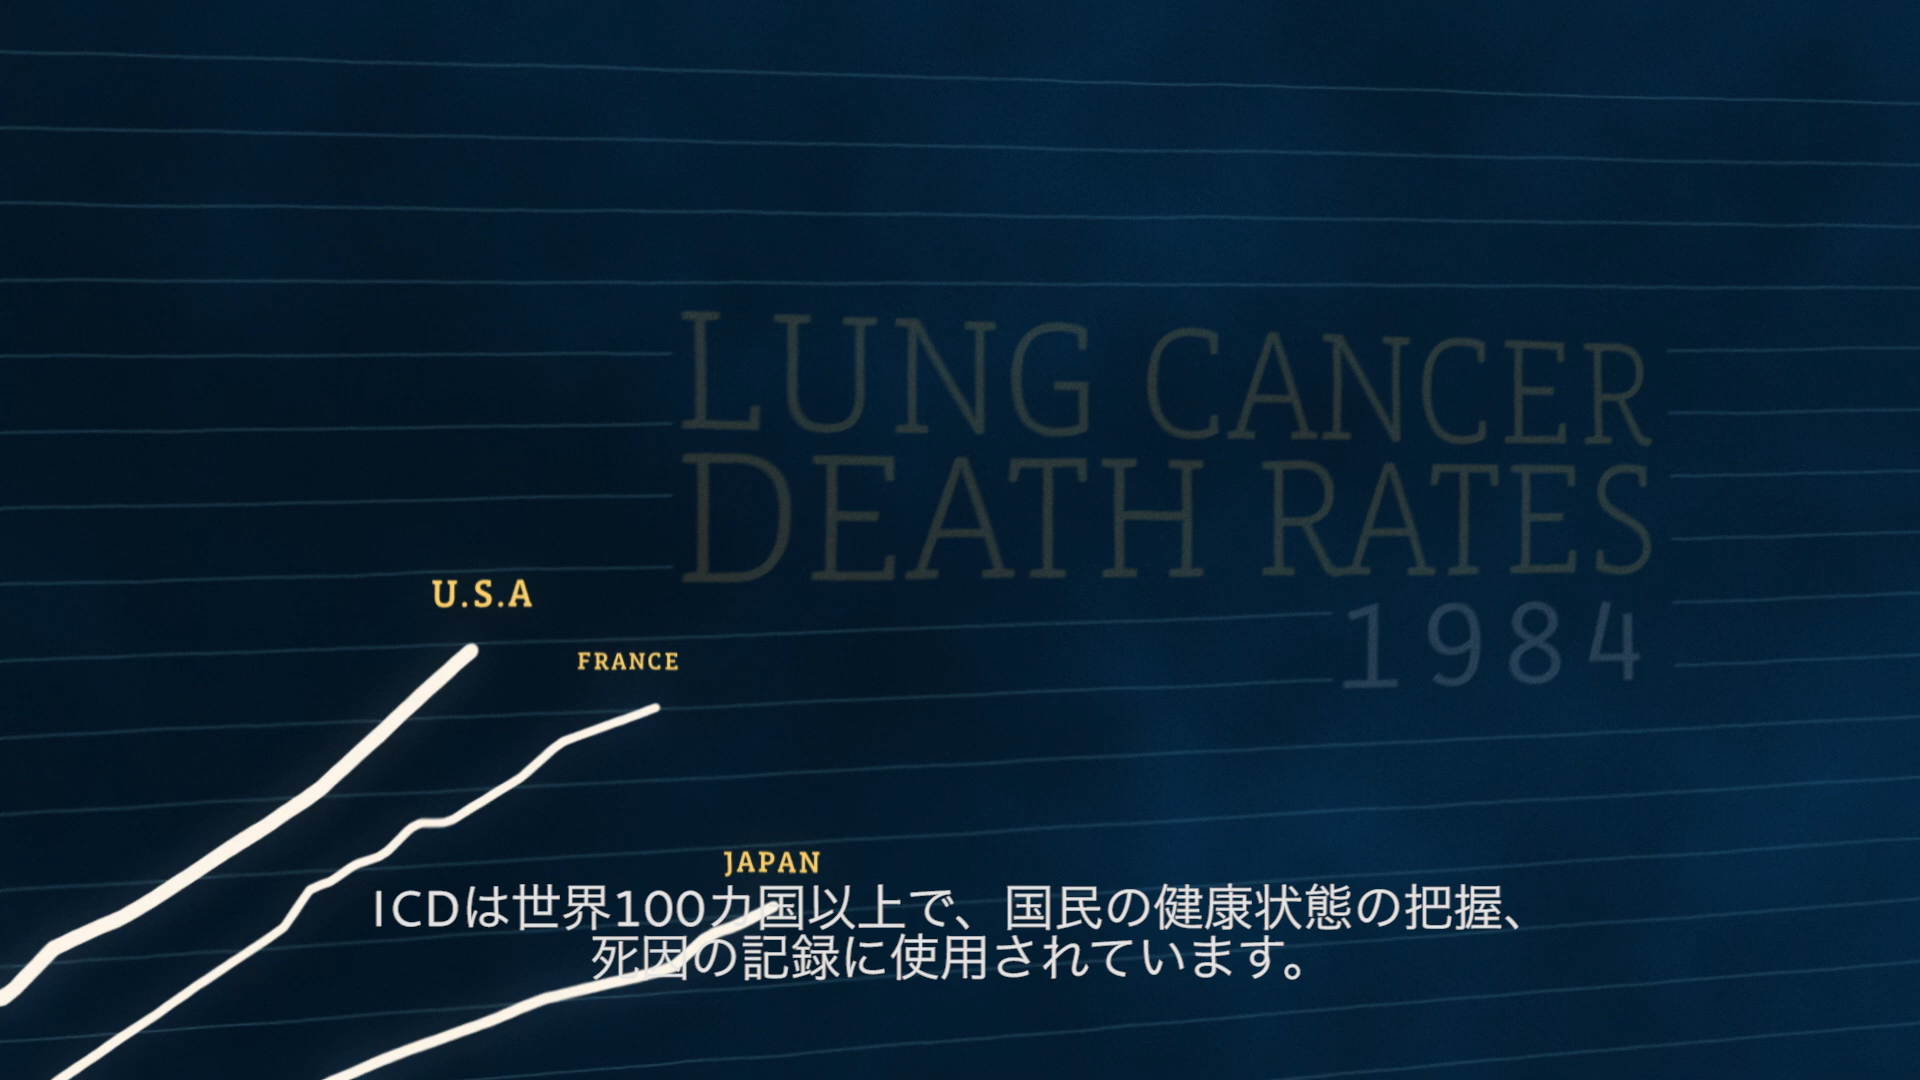 LUNG CANCER
DEATH RATES
1984
U.S.A
FRANCE
JAPAN
ICDは世界100カ国以上で、国民の健康状態の把握、
死因の記録に使用されています。